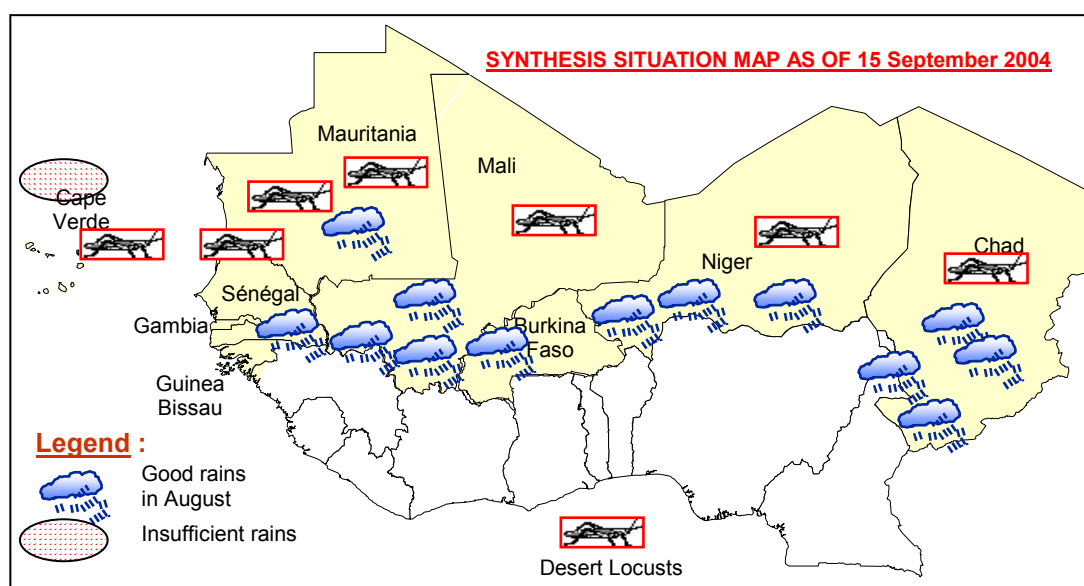 SYNTHESIS SITUATION MAP AS OF 15 September 2004
Mauritania
Mali
Cape
Verde
Chad
Niger
Sénégal
Gambia
Burkina
Faso
Guinea
Bissau
Legend :
Good rains
in August
Insufficient rains
Desert Locusts